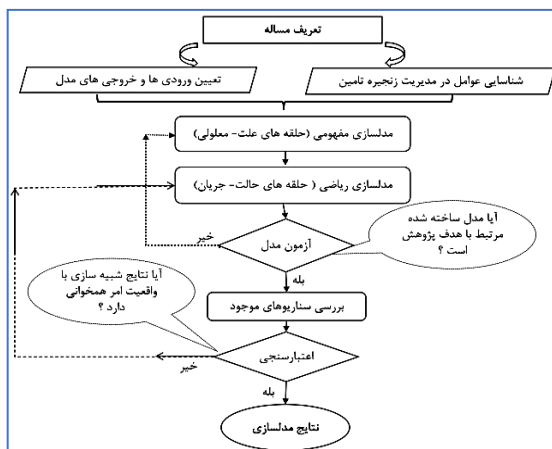 تعریف مساله
شناسایی عوامل در مدیریت زنجیره تامین
تعیین ورودی ها و خروجی های مدل
مدلسازی مفهومی (حلقه های علت- معلولی)
مدلسازی ریاضی ( حلقه های حالت- جریان)
آیا مدل ساخته شده
مرتبط با هدف پژوهش
است ؟
آزمون مدل
خیر
بله
آیا نتایج شبیه سازی با
واقعیت امر همخوانی
دارد ؟
بررسی سناریوهای موجود
اعتبارسنجی
خیر
بله
نتایج مدلسازی